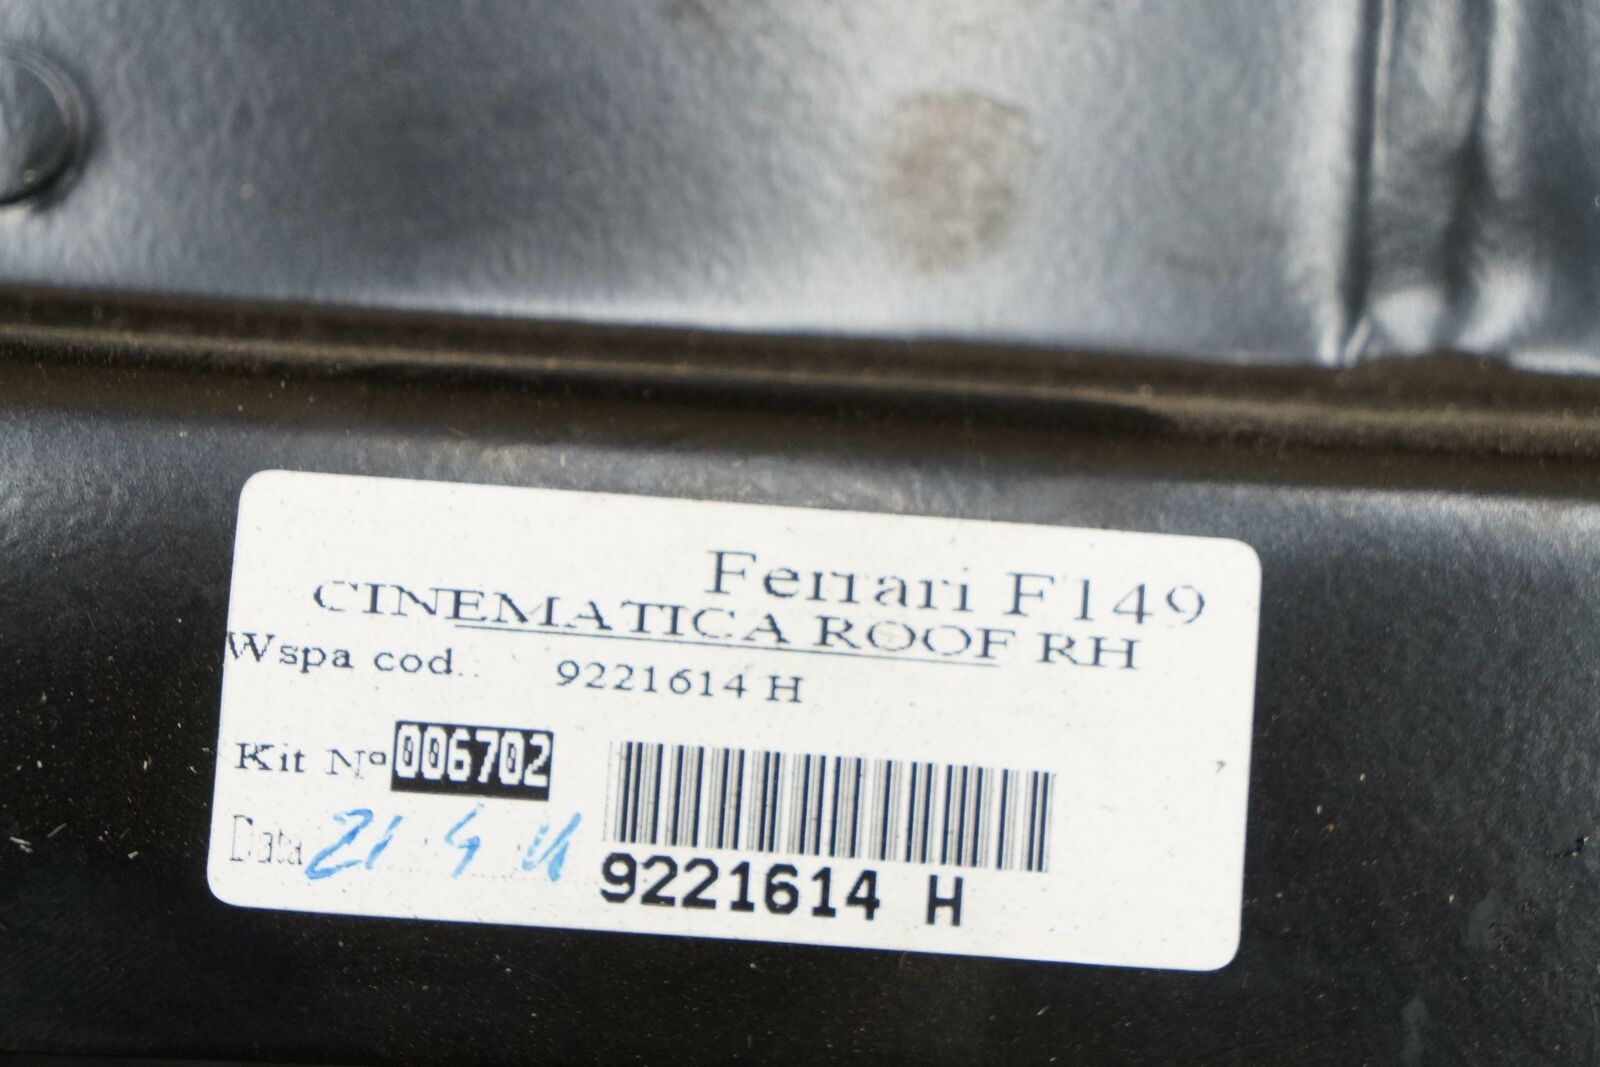 Ferrari F149
CINEMATICA ROOF RH
Wspa cod.: 9221614 H
Kit Nº 006702
Data 21 4 11
9221614 H